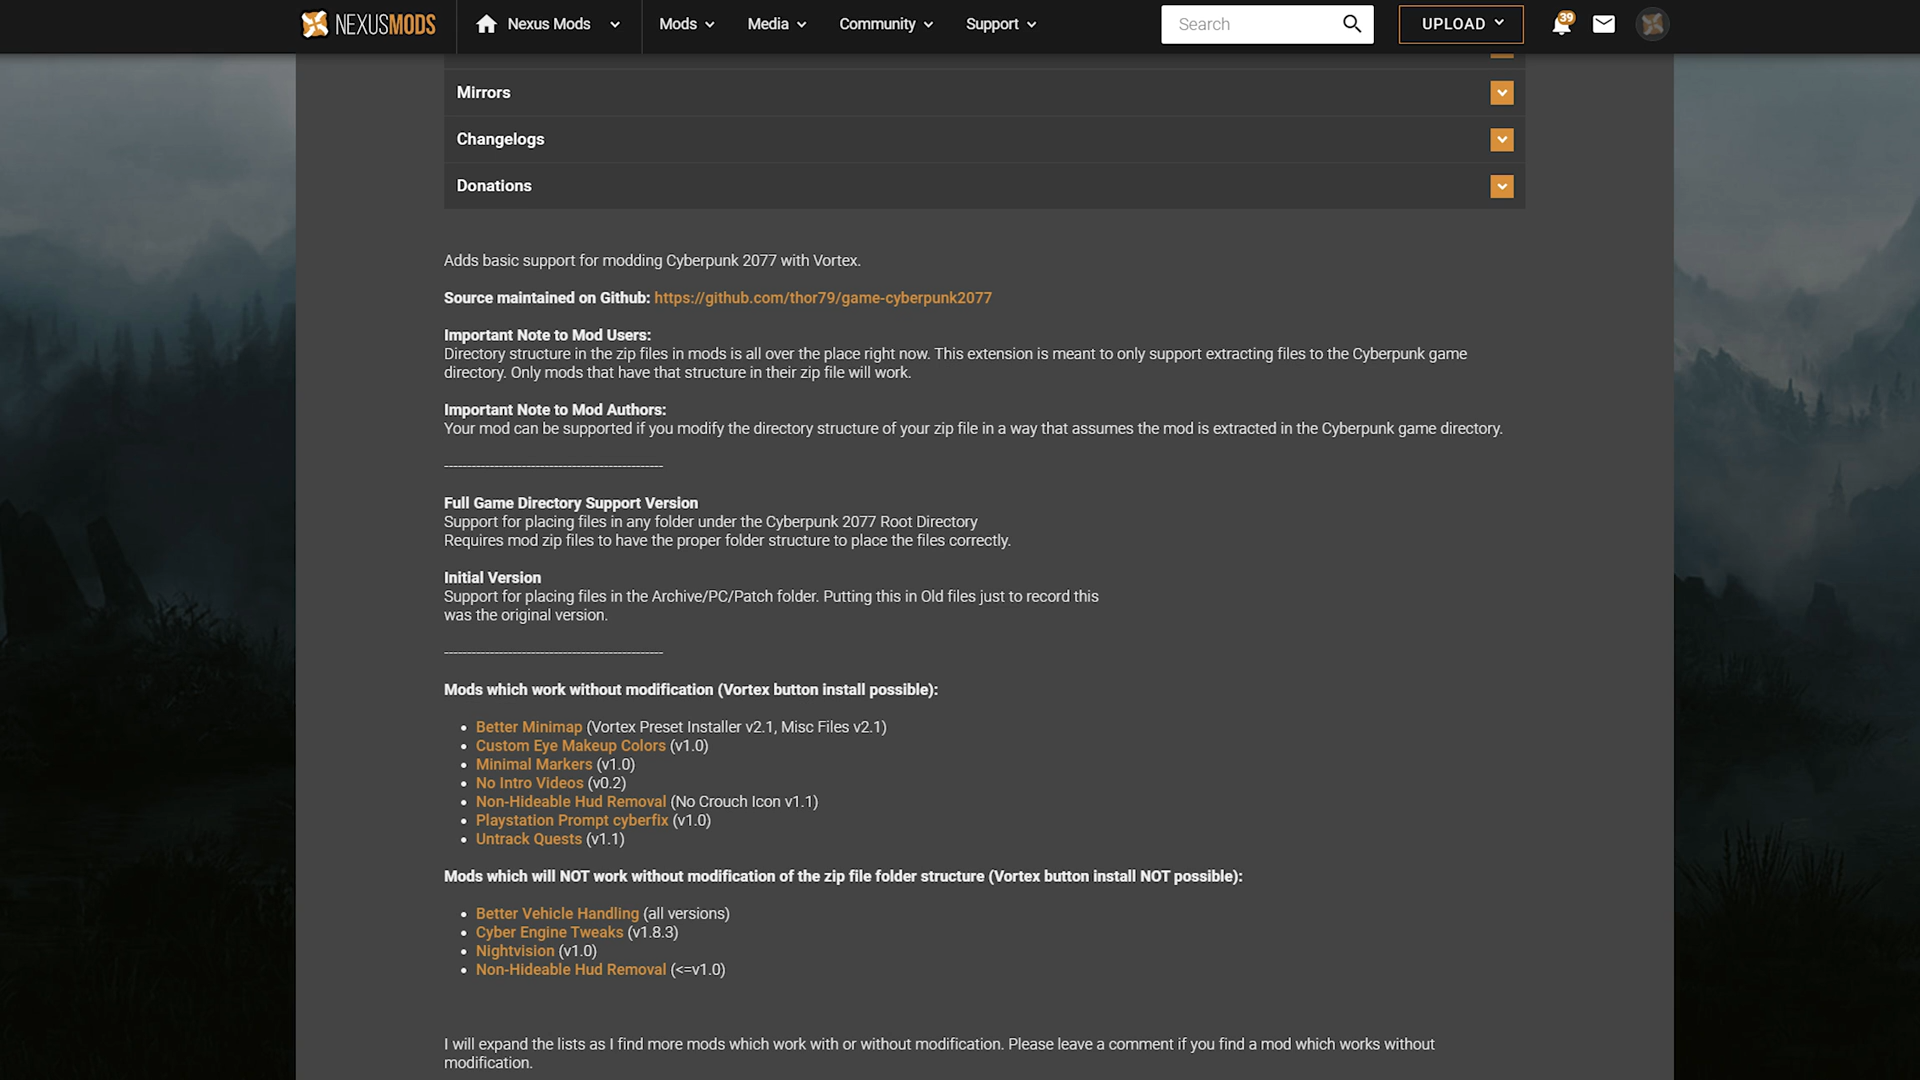 NEXUSMODS
Nexus Mods
Mods
Media
Community
Support
Search
UPLOAD
39
Mirrors
Changelogs
Donations
Adds basic support for modding Cyberpunk 2077 with Vortex.
Source maintained on Github: https://github.com/thor79/game-cyberpunk2077
Important Note to Mod Users:
Directory structure in the zip files in mods is all over the place right now. This extension is meant to only support extracting files to the Cyberpunk game
directory. Only mods that have that structure in their zip file will work.
Important Note to Mod Authors:
Your mod can be supported if you modify the directory structure of your zip file in a way that assumes the mod is extracted in the Cyberpunk game directory.
------------------------------------------------
Full Game Directory Support Version
Support for placing files in any folder under the Cyberpunk 2077 Root Directory
Requires mod zip files to have the proper folder structure to place the files correctly.
Initial Version
Support for placing files in the Archive/PC/Patch folder. Putting this in Old files just to record this
was the original version.
------------------------------------------------
Mods which work without modification (Vortex button install possible):
• Better Minimap (Vortex Preset Installer v2.1, Misc Files v2.1)
• Custom Eye Makeup Colors (v1.0)
• Minimal Markers (v1.0)
• No Intro Videos (v0.2)
• Non-Hideable Hud Removal (No Crouch Icon v1.1)
• Playstation Prompt cyberfix (v1.0)
• Untrack Quests (v1.1)
Mods which will NOT work without modification of the zip file folder structure (Vortex button install NOT possible):
• Better Vehicle Handling (all versions)
• Cyber Engine Tweaks (v1.8.3)
• Nightvision (v1.0)
• Non-Hideable Hud Removal (<=v1.0)
I will expand the lists as I find more mods which work with or without modification. Please leave a comment if you find a mod which works without
modification.